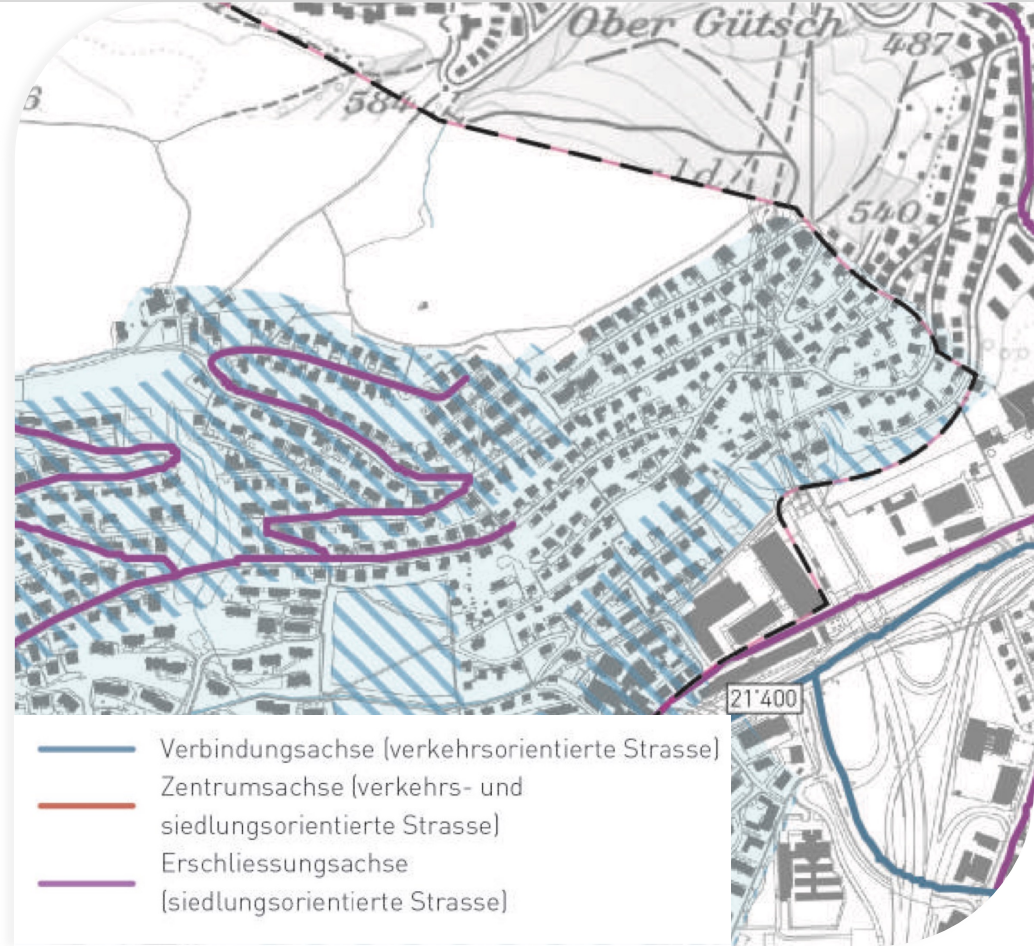 Ober Gütsch
487
584
540
21'400
Verbindungsachse (verkehrsorientierte Strasse)
Zentrumsachse (verkehrs- und
siedlungsorientierte Strasse)
Erschliessungsachse
(siedlungsorientierte Strasse)